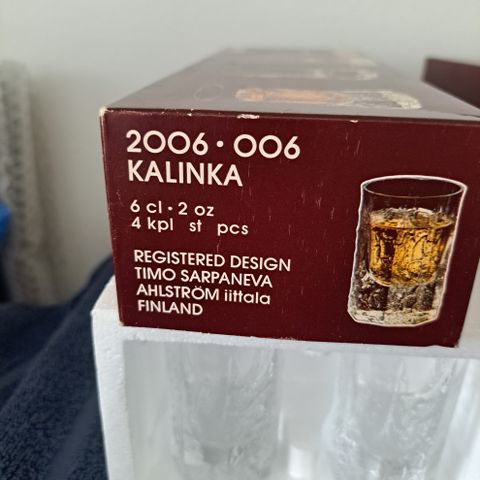 2006 • 006
KALINKA
6 cl • 2 oz
4 kpl st pcs
REGISTERED DESIGN
TIMO SARPANEVA
AHLSTRÖM iittala
FINLAND